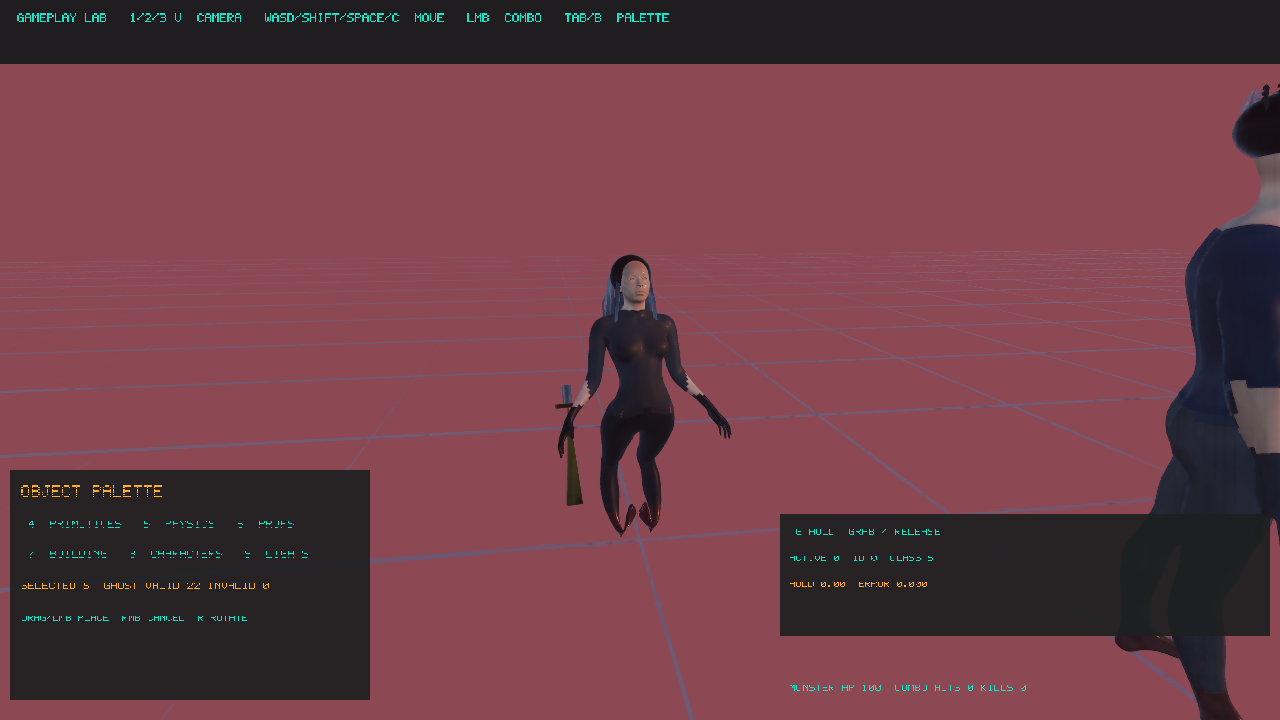 GAMEPLAY LAB 1/2/3 V CAMERA WASD/SHIFT/SPACE/C MOVE LMB COMBO TAB/B PALETTE
OBJECT PALETTE
4 PRIMITIVES 5 PHYSICS 6 PROPS
7 BUILDING 8 CHARACTERS 9 LIGHTS
SELECTED 5 GHOST VALID 22 INVALID 0
DRAG/LMB PLACE RMB CANCEL R ROTATE
G HOLD GRAB / RELEASE
ACTIVE 0 ID 0 CLASS 5
HOLD 0.00 ERROR 0.000
MONSTER HP 100 COMBO HITS 0 KILLS 0